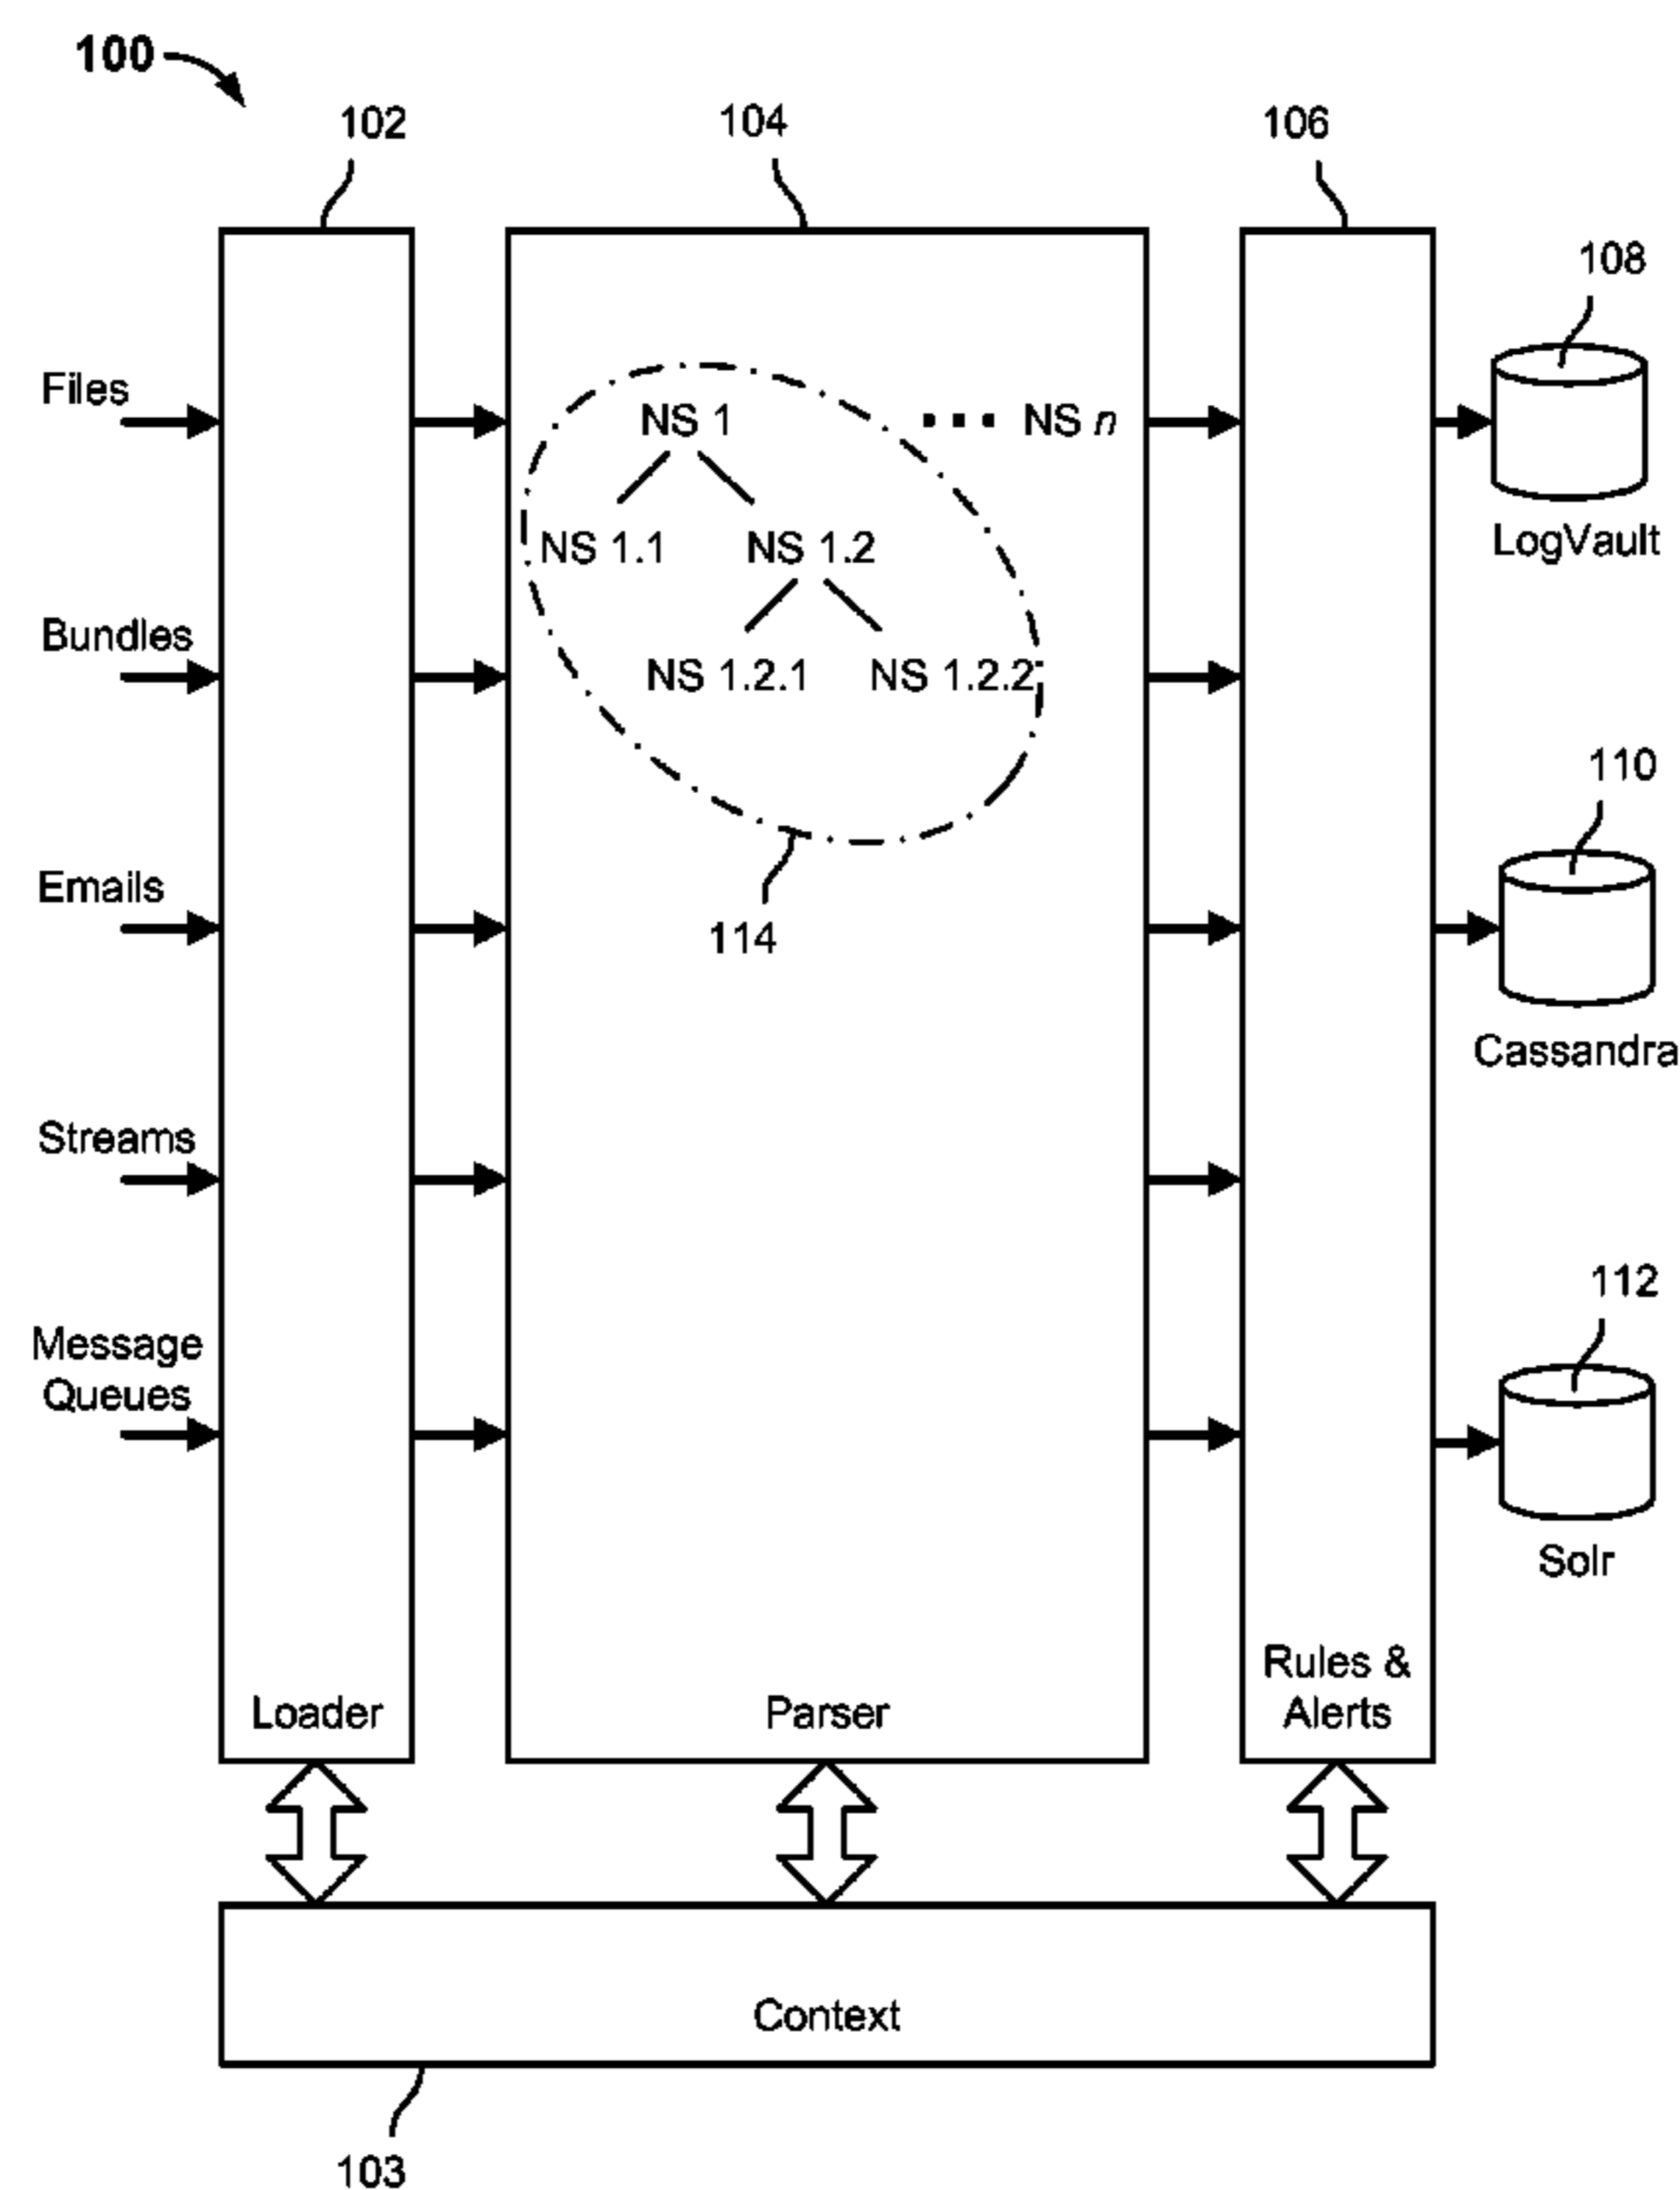 100
102
104
106
108
Files
NS 1
▪ ▪ ▪ NS n
NS 1.1
NS 1.2
LogVault
Bundles
NS 1.2.1
NS 1.2.2
110
Emails
114
Cassandra
Streams
112
Message
Queues
Solr
Loader
Parser
Rules &
Alerts
Context
103